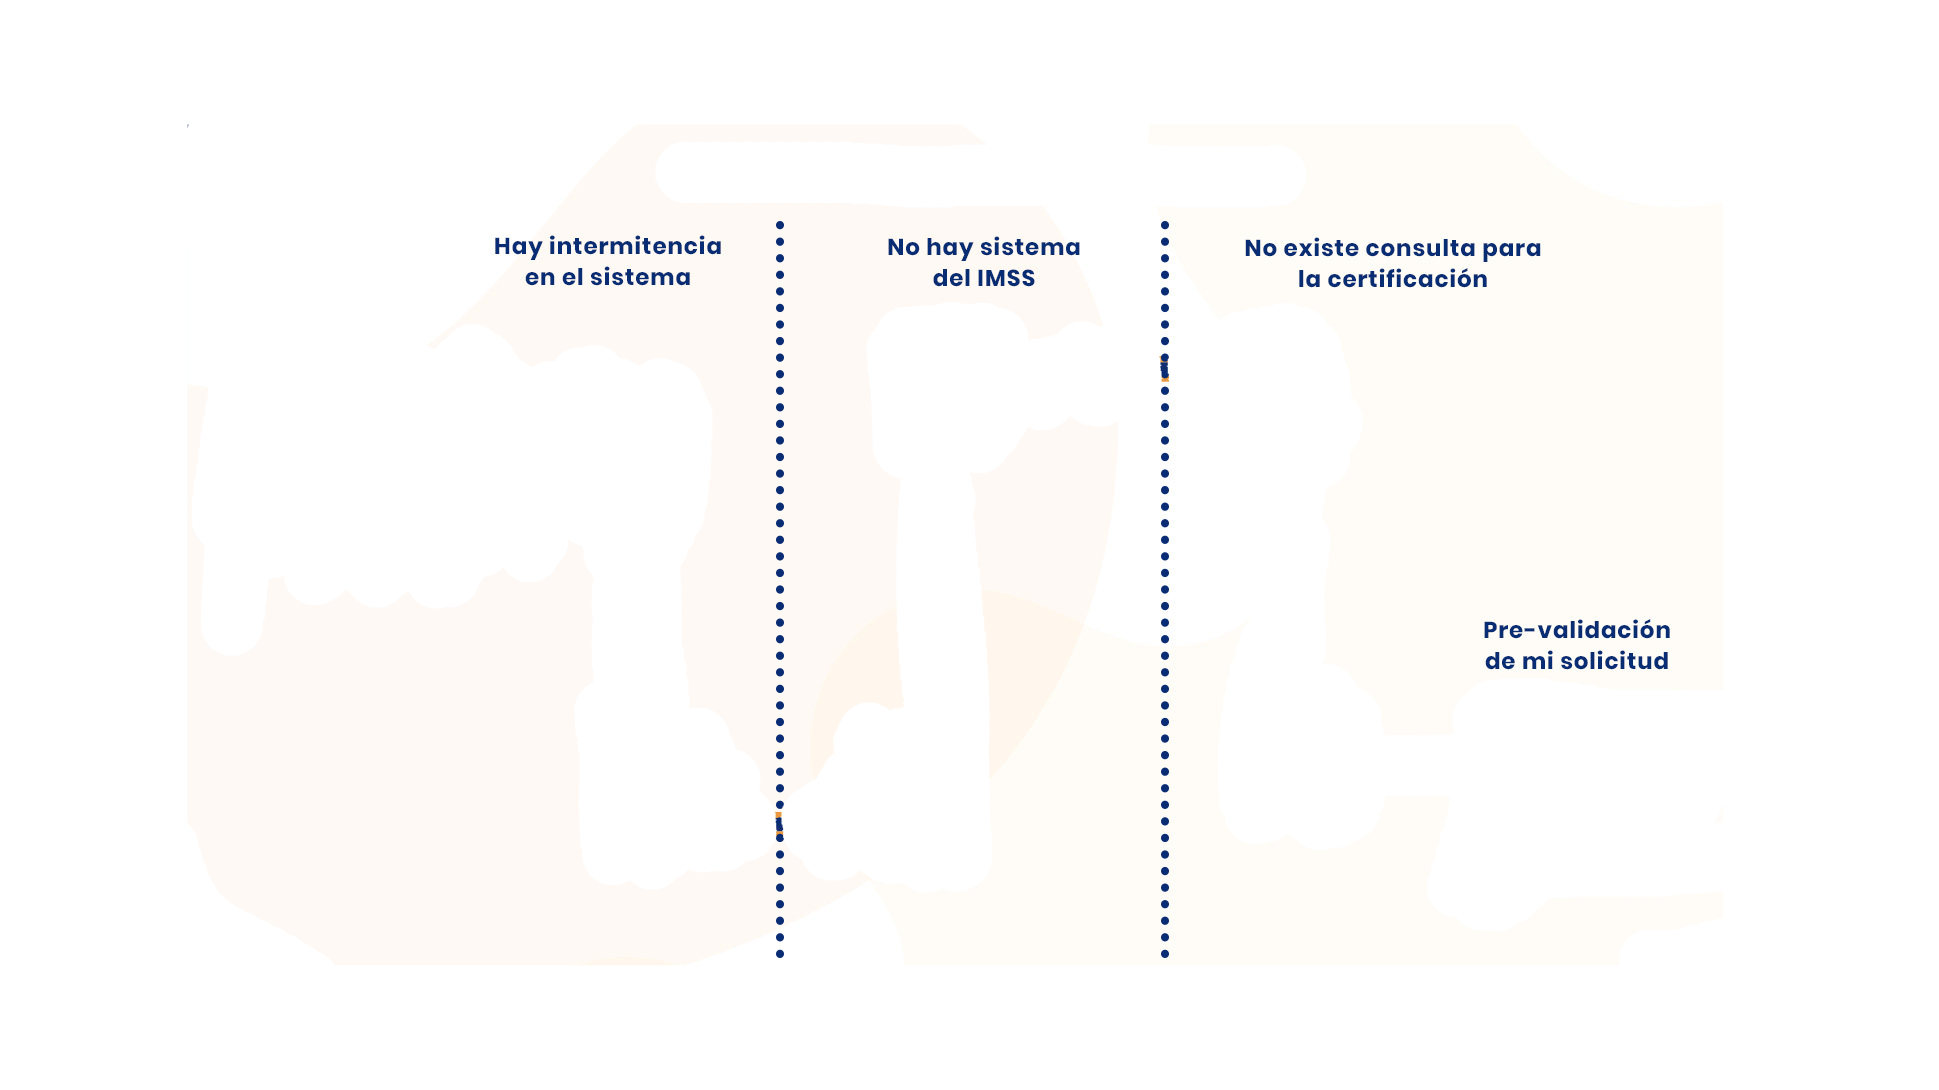 Hay intermitencia
en el sistema
No hay sistema
del IMSS
No existe consulta para
la certificación
Pre-validación
de mi solicitud